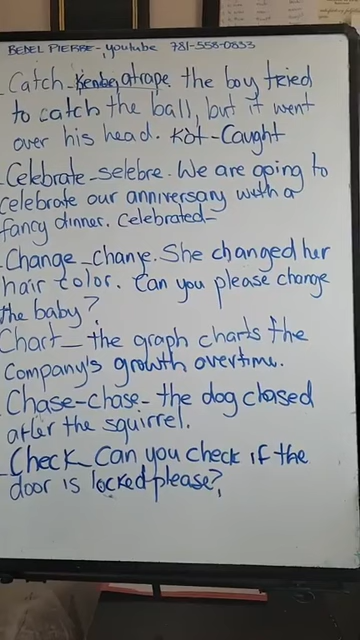 BEDEL PIERRE - youtube 781-558-0833
Catch - Kenbe, atrape. the boy tried
to catch the ball, but it went
over his head. Kòt - Caught
Celebrate - selebre. We are going to
celebrate our anniversary with a
fancy dinner. Celebrated -
Change - chanje. She changed her
hair color. Can you please change
the baby?
Chart - the graph charts the
Company's growth overtime.
Chase - chase - the dog chased
after the squirrel.
Check - Can you check if the
door is locked please?